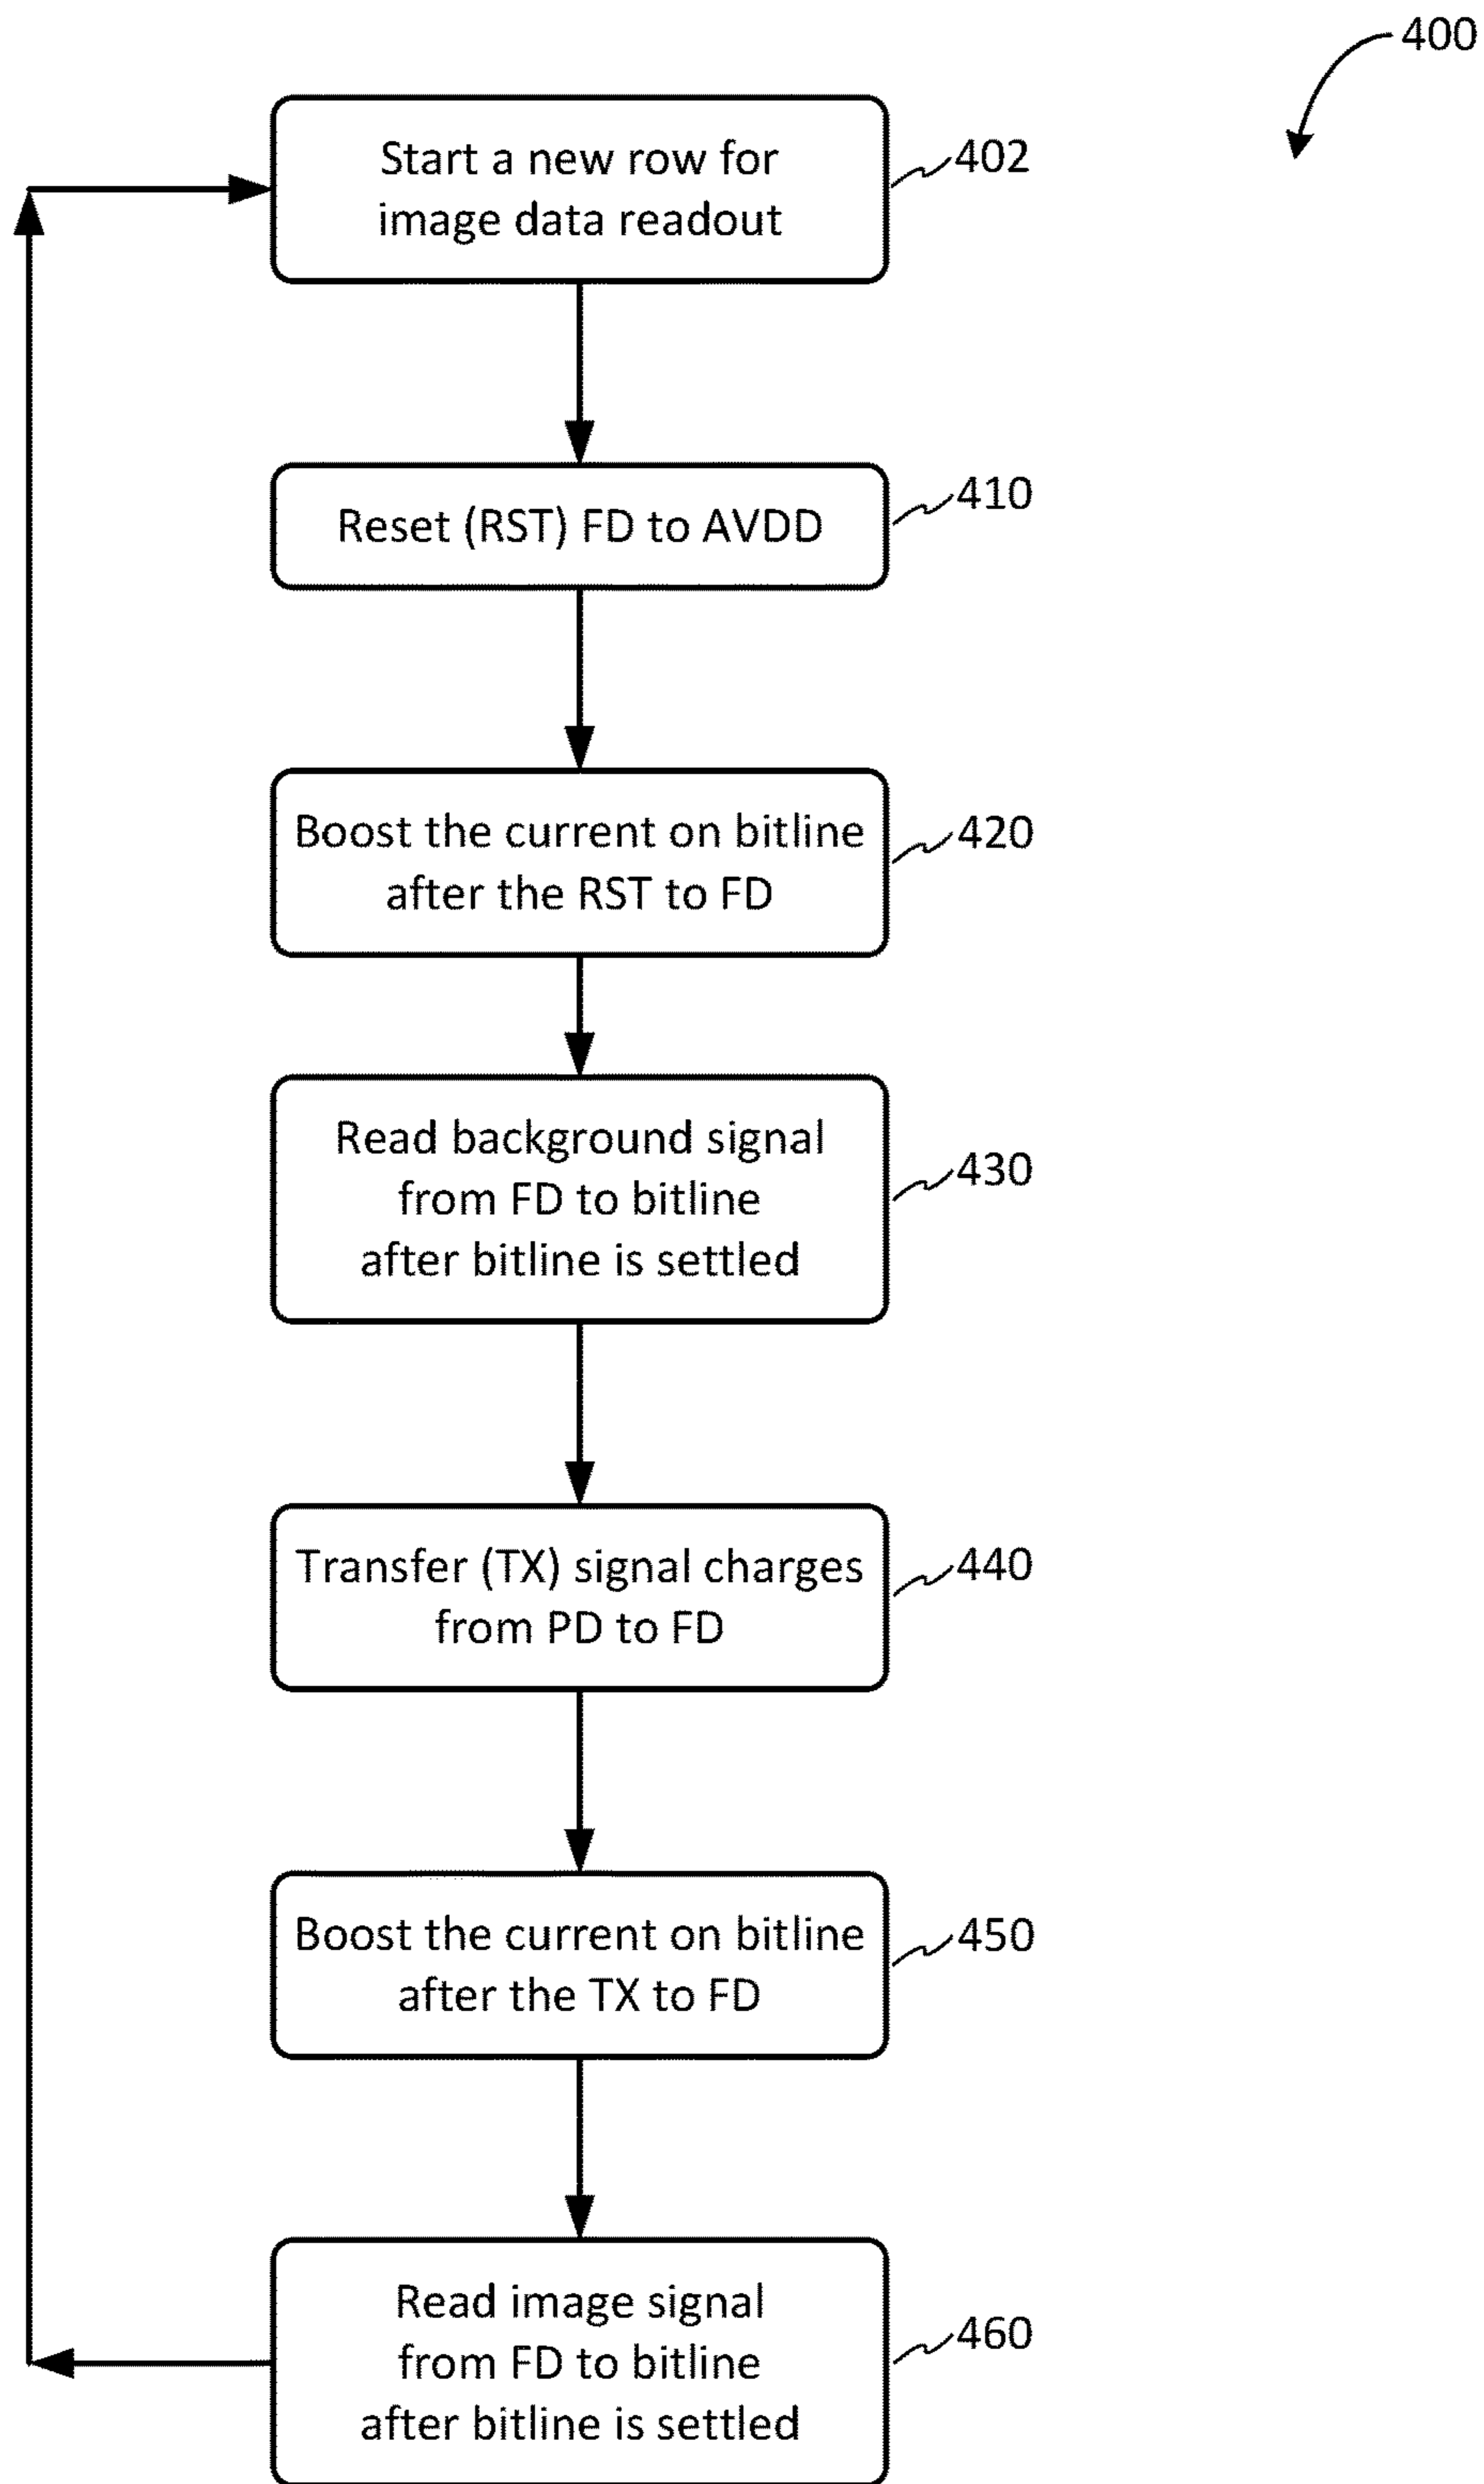 400
Start a new row for
image data readout
402
Reset (RST) FD to AVDD
410
Boost the current on bitline
after the RST to FD
420
Read background signal
from FD to bitline
after bitline is settled
430
Transfer (TX) signal charges
from PD to FD
440
Boost the current on bitline
after the TX to FD
450
Read image signal
from FD to bitline
after bitline is settled
460